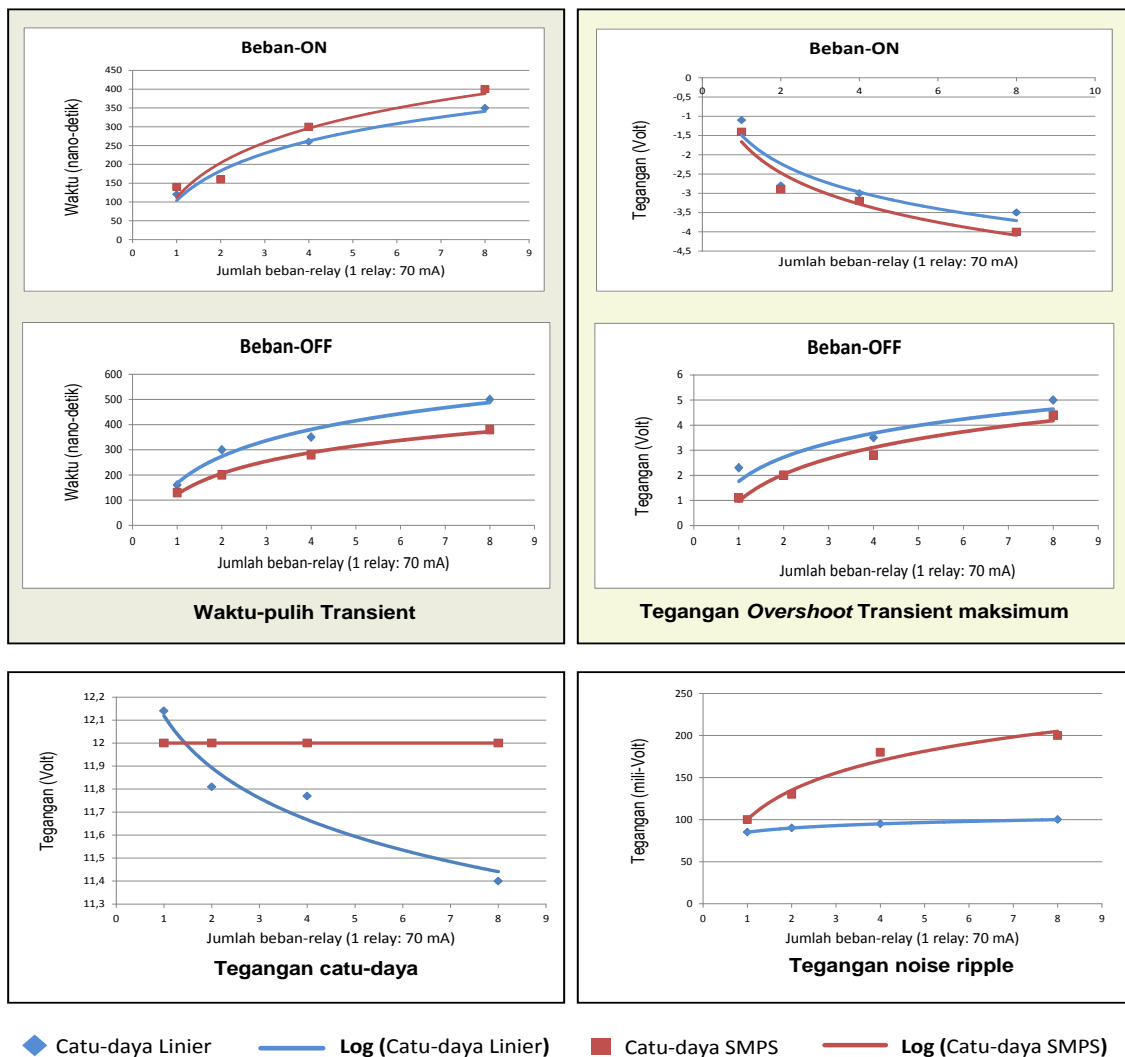 Beban-ON
Waktu (nano-detik)
450
400
350
300
250
200
150
100
50
0
0 1 2 3 4 5 6 7 8 9
Jumlah beban-relay (1 relay: 70 mA)
Beban-OFF
Waktu (nano-detik)
600
500
400
300
200
100
0
0 1 2 3 4 5 6 7 8 9
Jumlah beban-relay (1 relay: 70 mA)
Waktu-pulih Transient
Beban-ON
Tegangan (Volt)
0 2 4 6 8 10
0
-0,5
-1
-1,5
-2
-2,5
-3
-3,5
-4
-4,5
Jumlah beban-relay (1 relay: 70 mA)
Beban-OFF
Tegangan (Volt)
6
5
4
3
2
1
0
0 1 2 3 4 5 6 7 8 9
Jumlah beban-relay (1 relay: 70 mA)
Tegangan Overshoot Transient maksimum
Tegangan (Volt)
12,2
12,1
12
11,9
11,8
11,7
11,6
11,5
11,4
11,3
0 1 2 3 4 5 6 7 8 9
Jumlah beban-relay (1 relay: 70 mA)
Tegangan catu-daya
Tegangan (mili-Volt)
250
200
150
100
50
0
0 1 2 3 4 5 6 7 8 9
Jumlah beban-relay (1 relay: 70 mA)
Tegangan noise ripple
Catu-daya Linier Log (Catu-daya Linier) Catu-daya SMPS Log (Catu-daya SMPS)